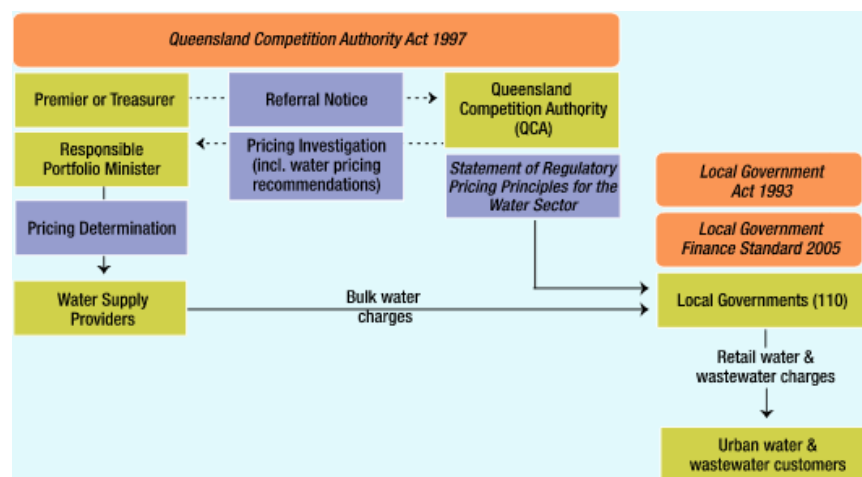 Queensland Competition Authority Act 1997
Premier or Treasurer
Referral Notice
Queensland
Competition Authority
(QCA)
Responsible
Portfolio Minister
Pricing Investigation
(incl. water pricing
recommendations)
Statement of Regulatory
Pricing Principles for the
Water Sector
Local Government
Act 1993
Pricing Determination
Local Government
Finance Standard 2005
Water Supply
Providers
Bulk water
charges
Local Governments (110)
Retail water &
wastewater charges
Urban water &
wastewater customers